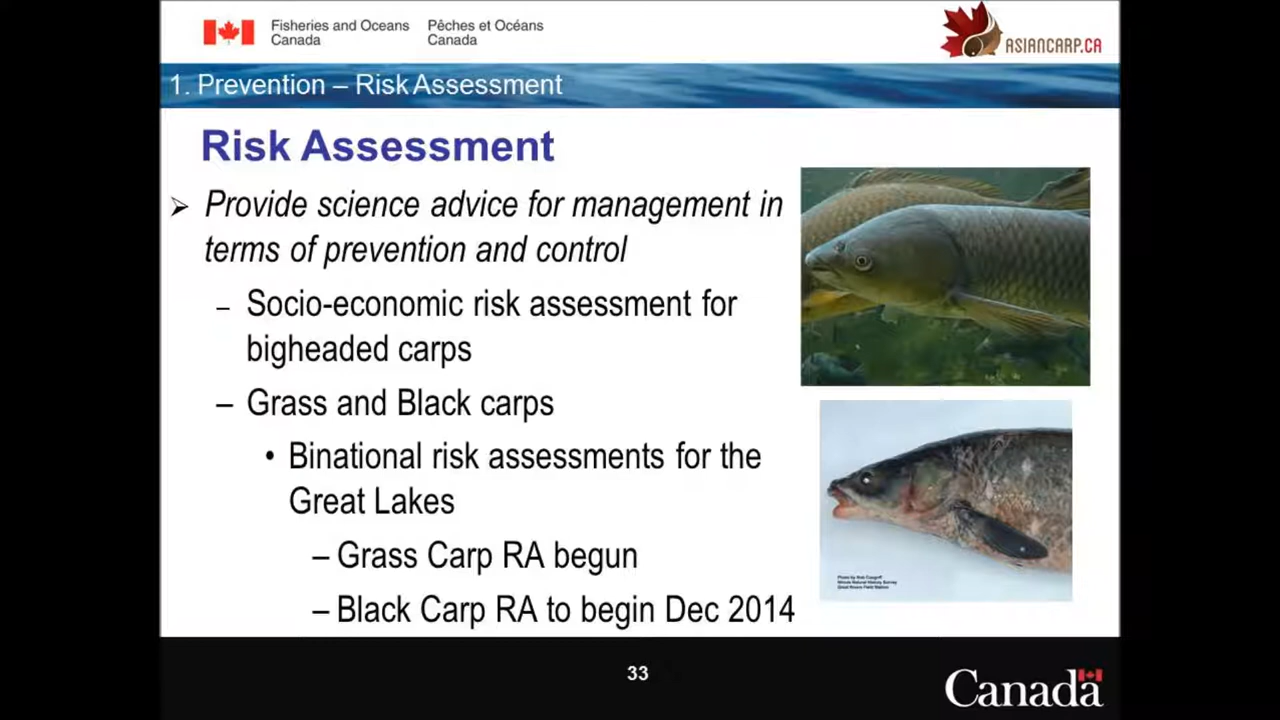 Fisheries and Oceans
Canada
Pêches et Océans
Canada
ASIANCARP.CA
1. Prevention – Risk Assessment
Risk Assessment
➢ Provide science advice for management in
terms of prevention and control
– Socio-economic risk assessment for
bigheaded carps
– Grass and Black carps
• Binational risk assessments for the
Great Lakes
– Grass Carp RA begun
– Black Carp RA to begin Dec 2014
33
Canada